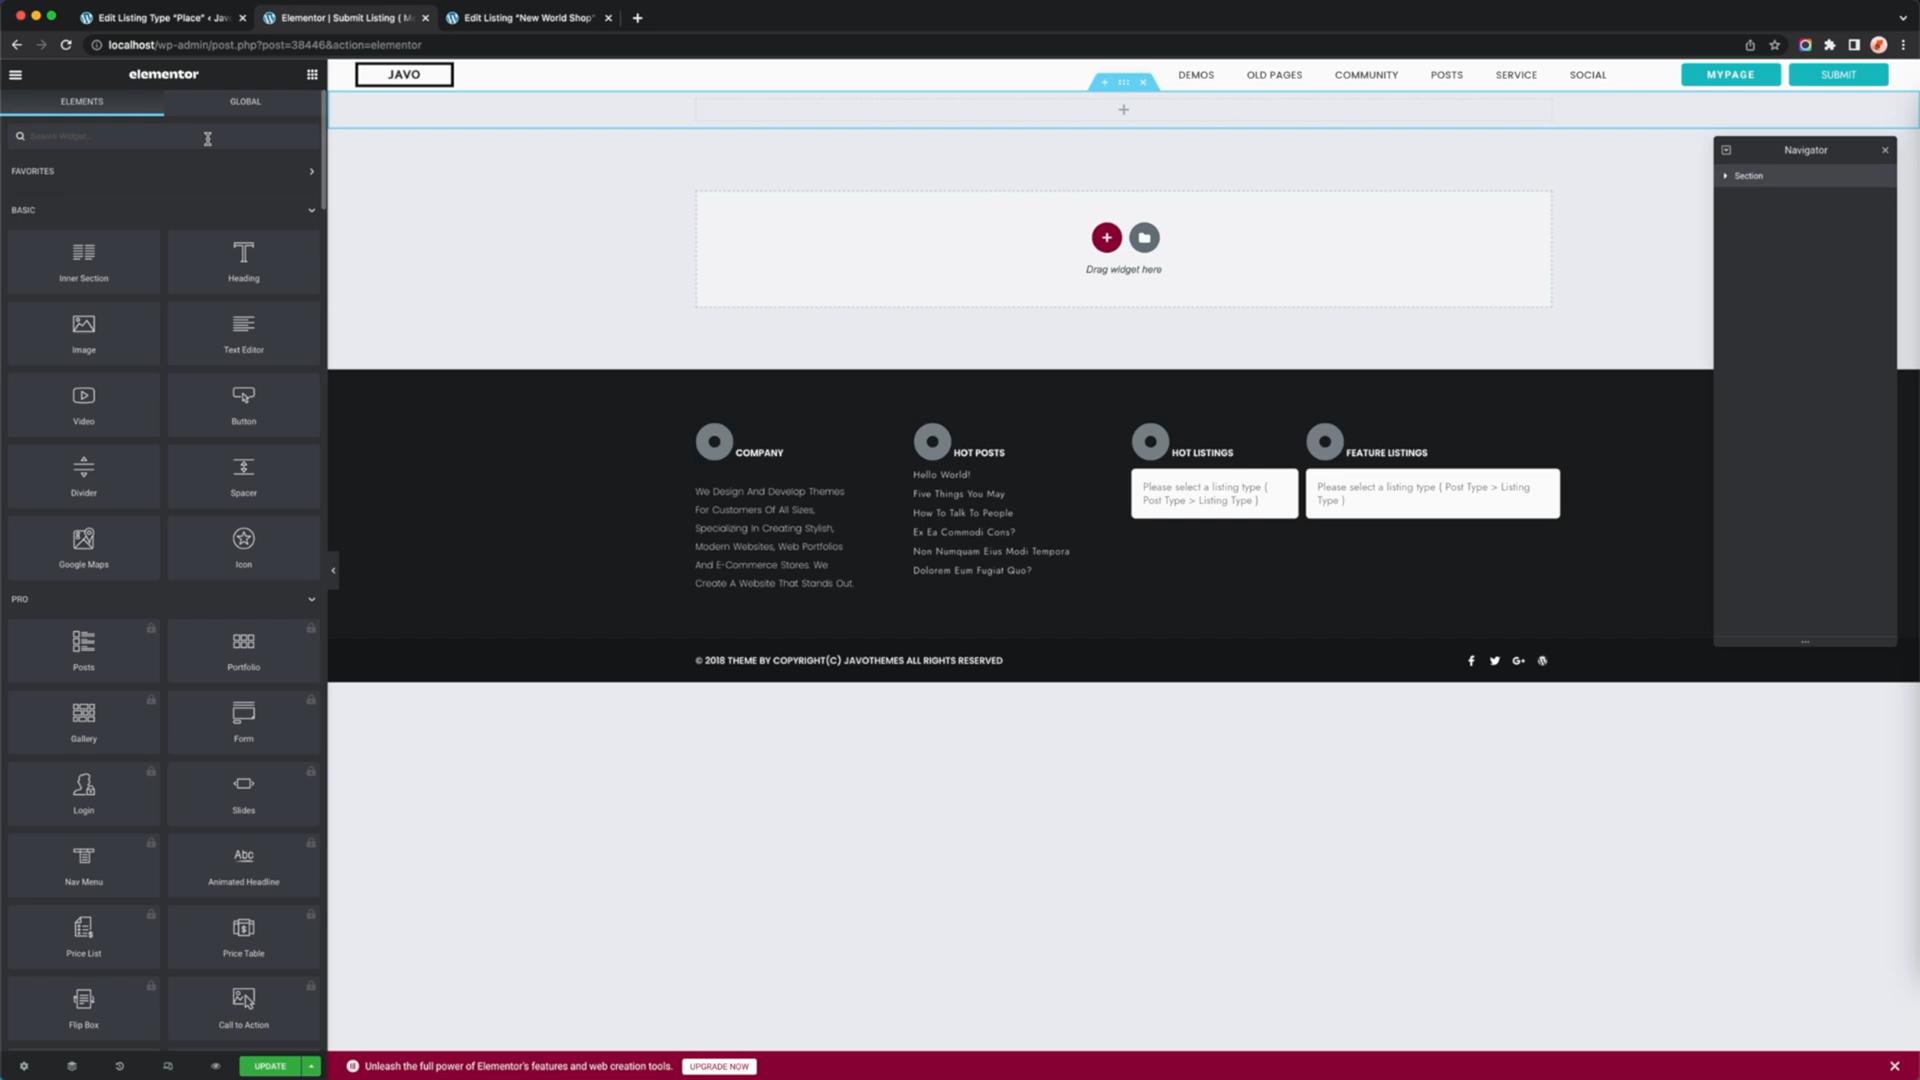 Edit Listing Type "Place" ‹ Jav
Elementor | Submit Listing ( M
Edit Listing "New World Shop"
localhost/wp-admin/post.php?post=38446&action=elementor
elementor
JAVO
DEMOS
OLD PAGES
COMMUNITY
POSTS
SERVICE
SOCIAL
MYPAGE
SUBMIT
ELEMENTS
GLOBAL
Search Widget...
FAVORITES
BASIC
Inner Section
Heading
Image
Text Editor
Video
Button
Divider
Spacer
Google Maps
Icon
PRO
Posts
Portfolio
Gallery
Form
Login
Slides
Nav Menu
Abc
Animated Headline
Price List
Price Table
Flip Box
Call to Action
UPDATE
Navigator
Section
Drag widget here
COMPANY
We Design And Develop Themes
For Customers Of All Sizes,
Specializing In Creating Stylish,
Modern Websites, Web Portfolios
And E-Commerce Stores. We
Create A Website That Stands Out.
HOT POSTS
Hello World!
Five Things You May
How To Talk To People
Ex Ea Commodi Cons?
Non Numquam Eius Modi Tempora
Dolorem Eum Fugiat Quo?
HOT LISTINGS
Please select a listing type (
Post Type > Listing Type )
FEATURE LISTINGS
Please select a listing type ( Post Type > Listing
Type )
© 2018 THEME BY COPYRIGHT(C) JAVOTHEMES ALL RIGHTS RESERVED
Unleash the full power of Elementor's features and web creation tools.
UPGRADE NOW